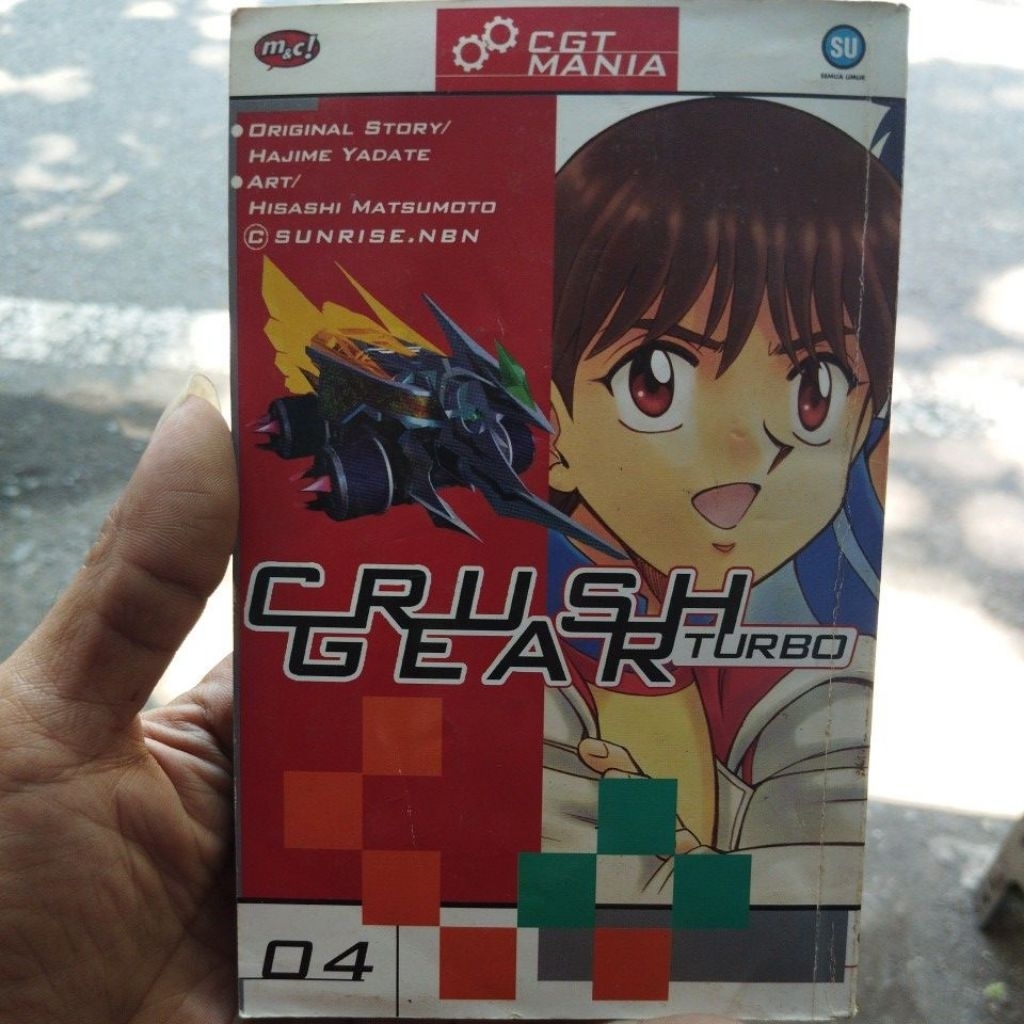 m&c!
CGT
MANIA
SU
SEMUA UMUR
ORIGINAL STORY/
HAJIME YADATE
ART/
HISASHI MATSUMOTO
© SUNRISE.NBN
CRUSH
GEAR TURBO
04